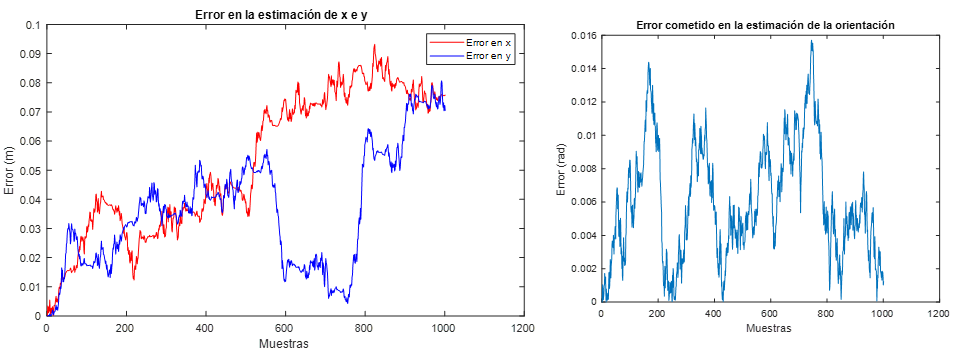 Error en la estimación de x e y
Error (m)
0.1
0.09
0.08
0.07
0.06
0.05
0.04
0.03
0.02
0.01
0
Error en x
Error en y
0 200 400 600 800 1000 1200
Muestras
Error cometido en la estimación de la orientación
Error (rad)
0.016
0.014
0.012
0.01
0.008
0.006
0.004
0.002
0
0 200 400 600 800 1000 1200
Muestras